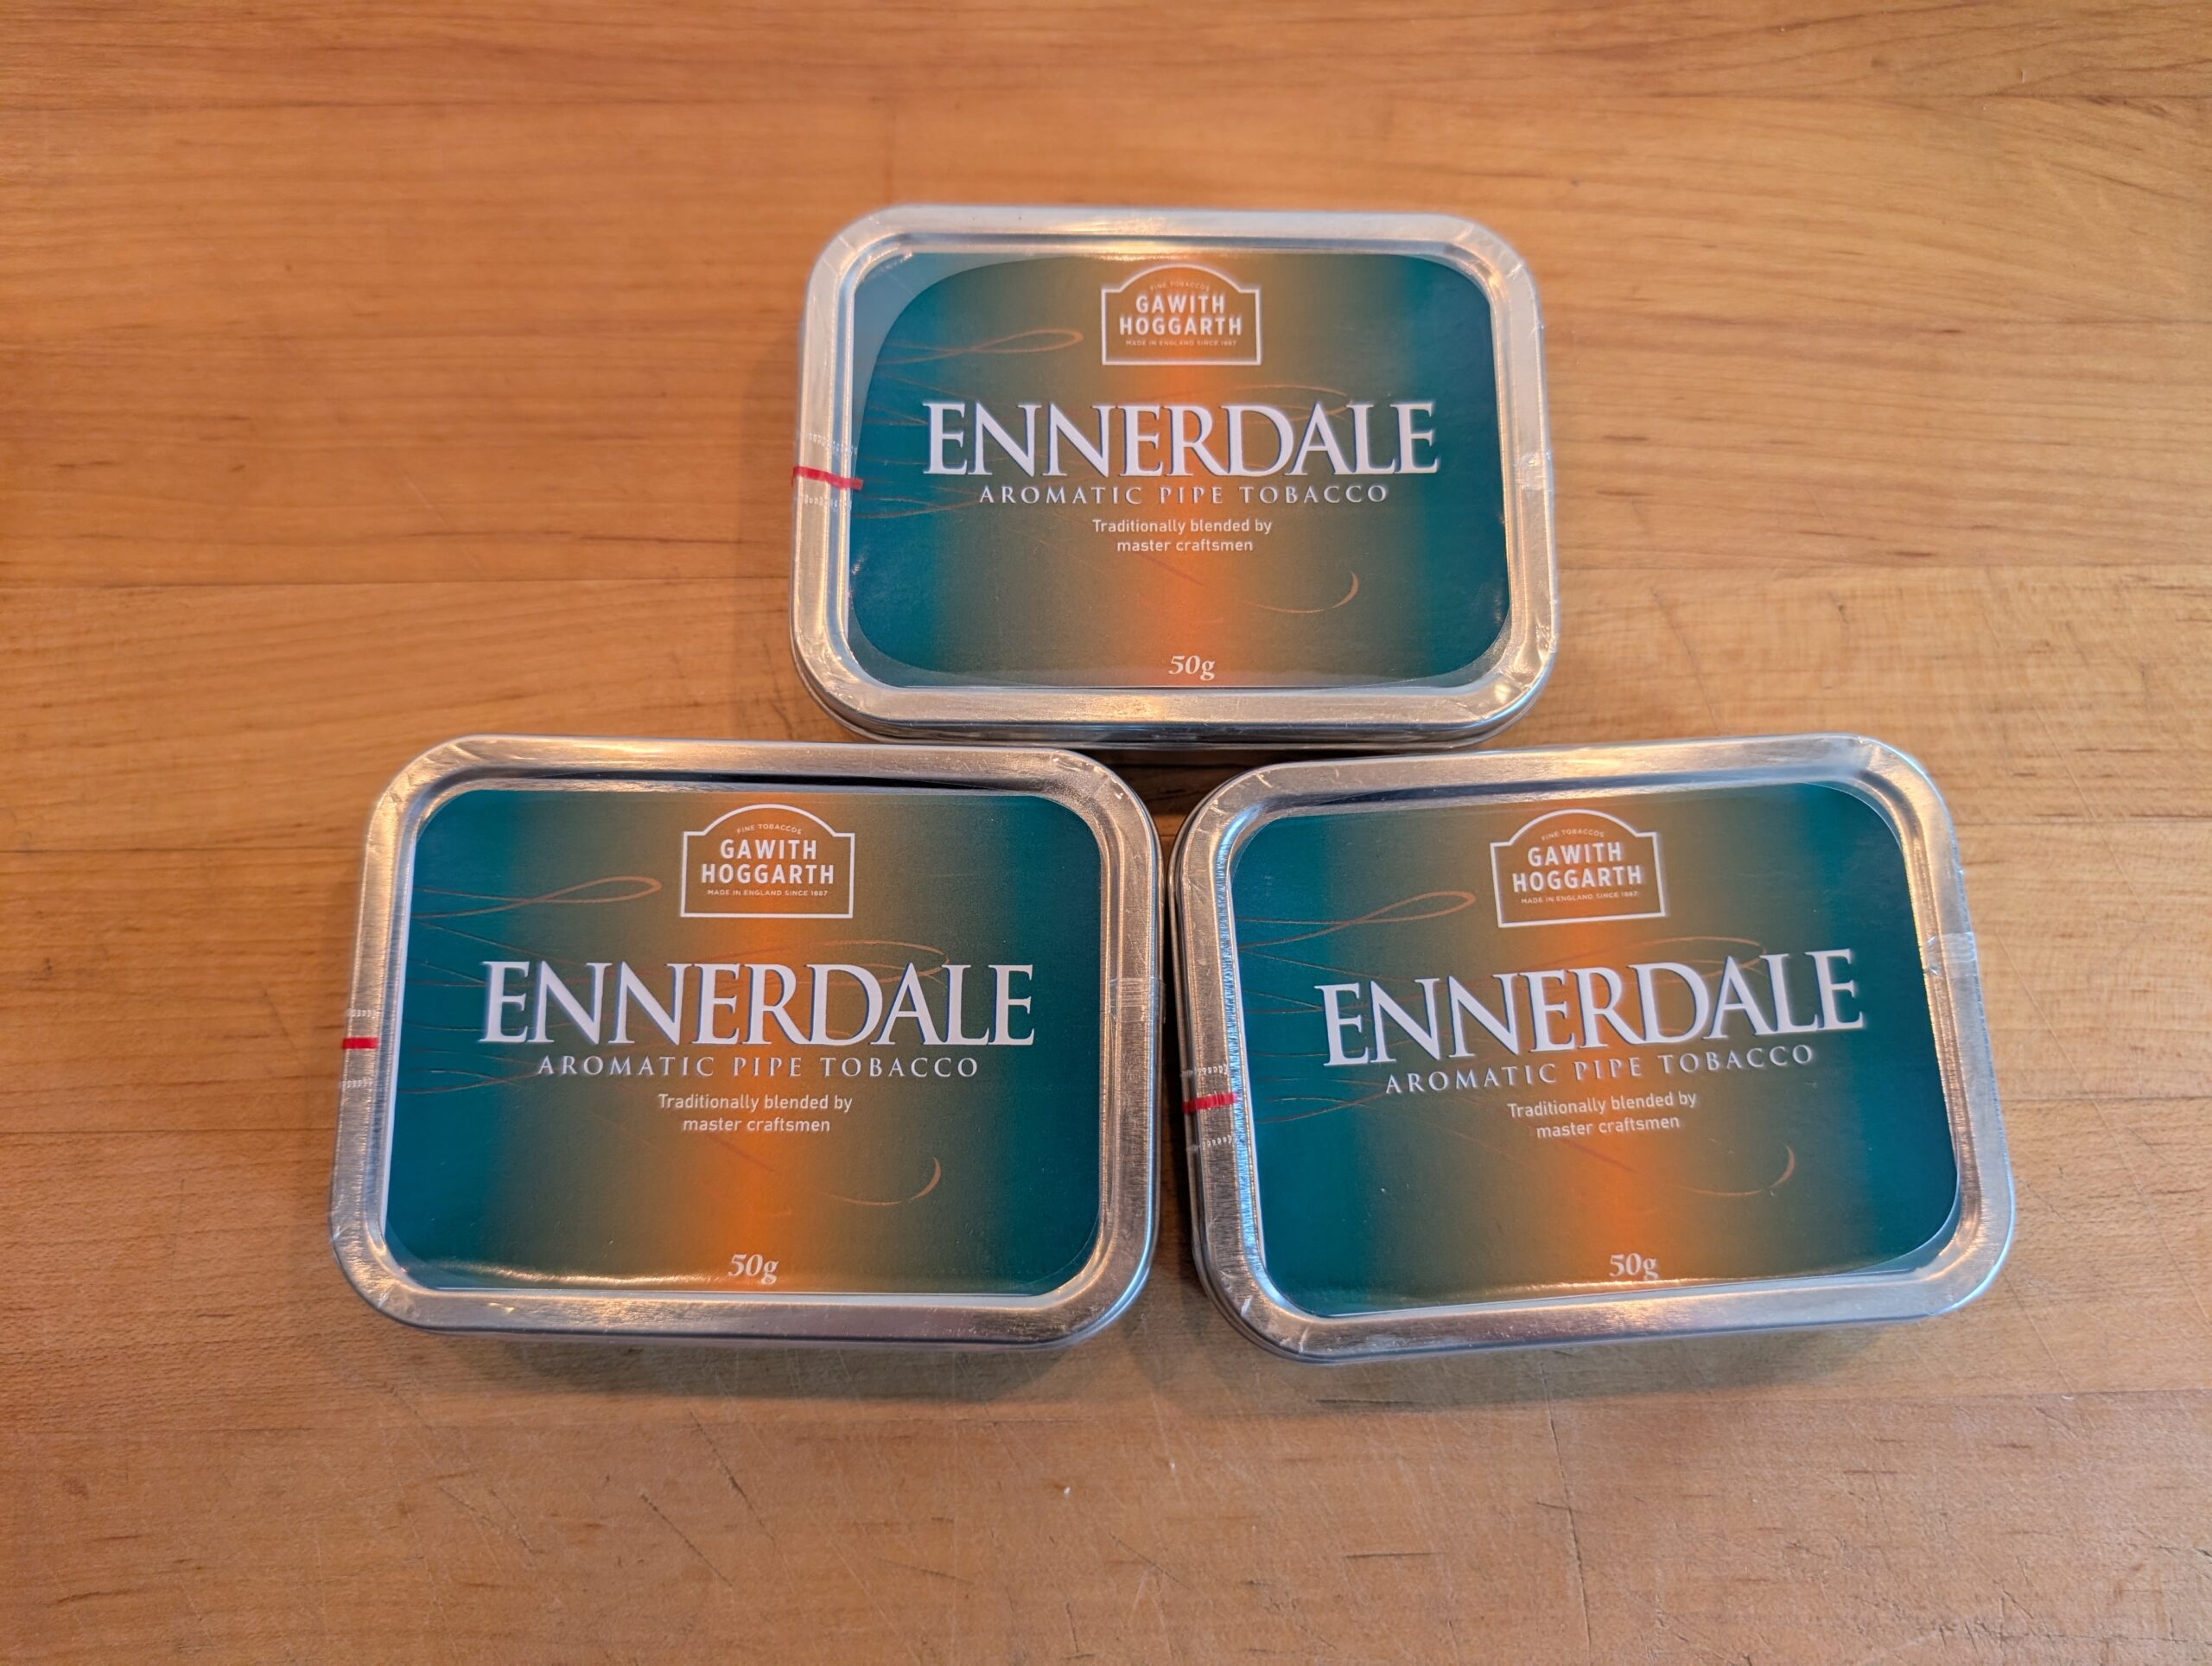 FINE TOBACCOS
GAWITH
HOGGARTH
MADE IN ENGLAND SINCE 1887
ENNERDALE
AROMATIC PIPE TOBACCO
Traditionally blended by
master craftsmen
50g
FINE TOBACCOS
GAWITH
HOGGARTH
MADE IN ENGLAND SINCE 1887
ENNERDALE
AROMATIC PIPE TOBACCO
Traditionally blended by
master craftsmen
50g
FINE TOBACCOS
GAWITH
HOGGARTH
MADE IN ENGLAND SINCE 1887
ENNERDALE
AROMATIC PIPE TOBACCO
Traditionally blended by
master craftsmen
50g